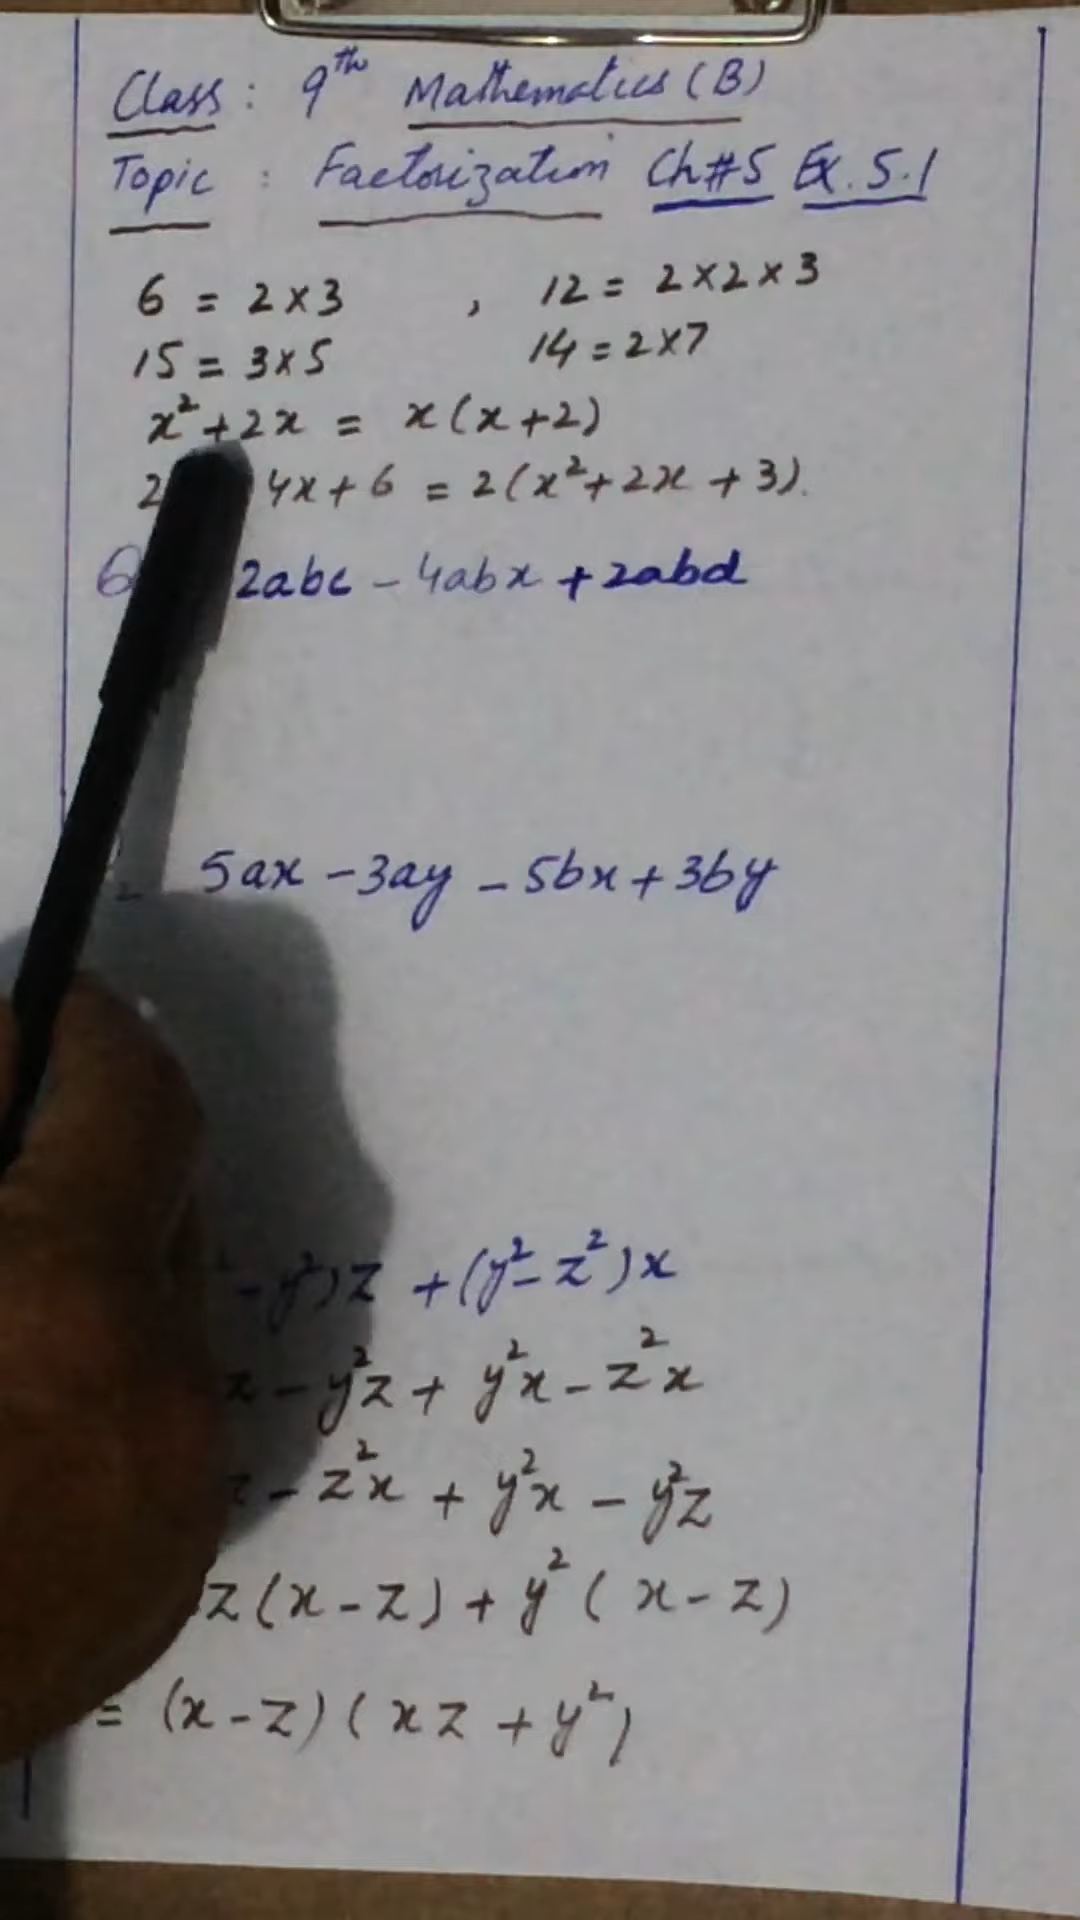 Class : 9th Mathematics (B)
Topic : Factorization Ch#5 Ex. 5.1
6 = 2×3 , 12 = 2×2×3
15 = 3×5 14 = 2×7
x²+2x = x(x+2)
2 4x+6 = 2(x²+2x+3).
2abc - 4abx + 2abd
5ax - 3ay - 5bx + 3by
- y²)z + (y² - z²)x
z - y²z + y²x - z²x
z - z²x + y²x - y²z
z(x-z) + y²(x-z)
= (x-z)(xz + y²)